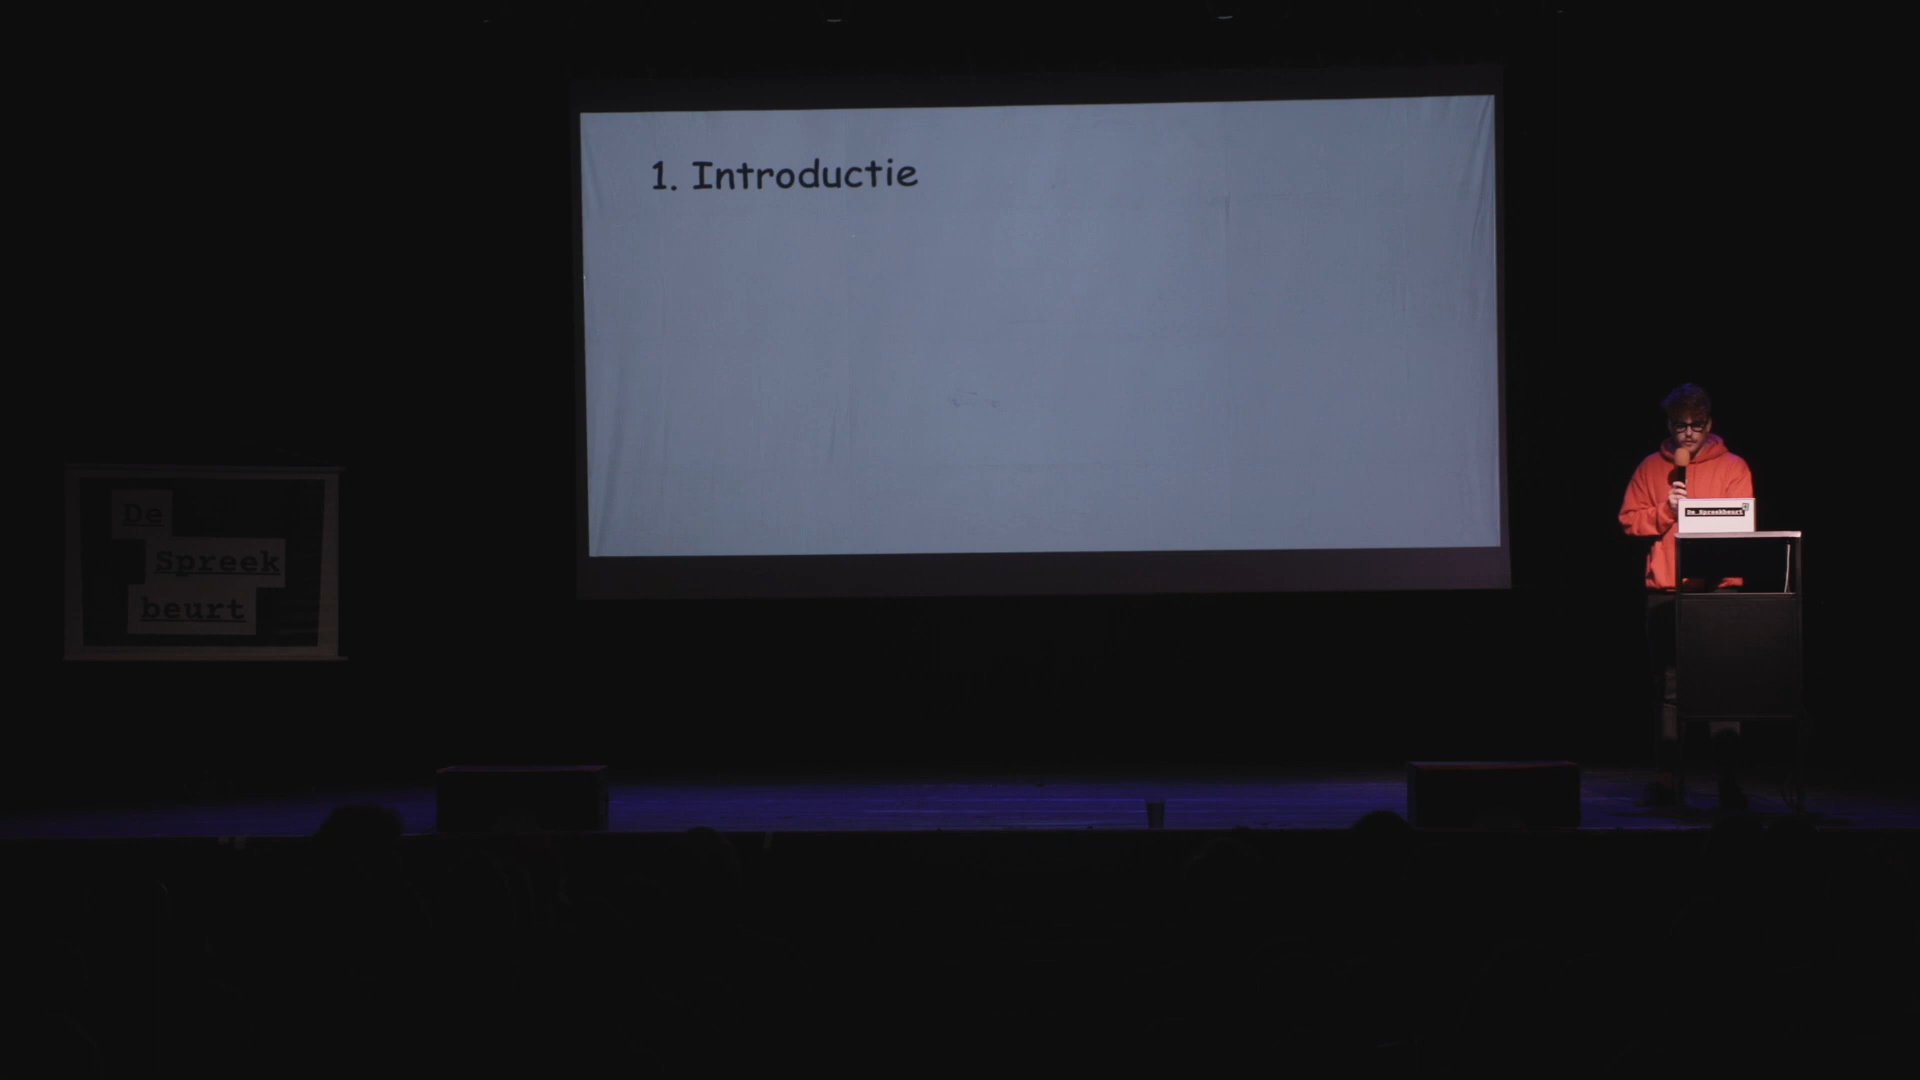 1. Introductie
De
Spreek
beurt
De Spreekbeurt